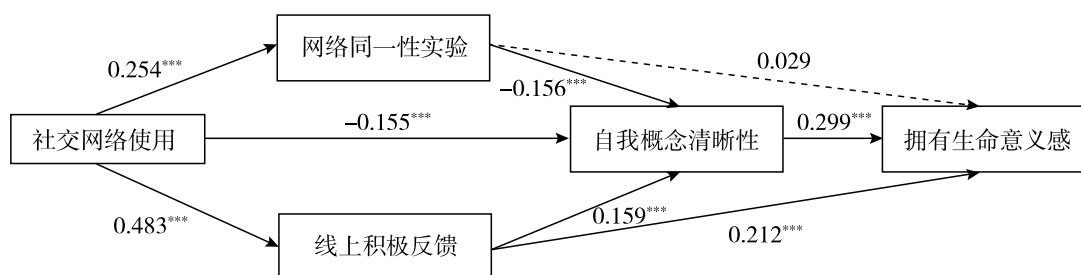 网络同一性实验
0.254***
0.029
−0.156***
社交网络使用
−0.155***
自我概念清晰性
0.299***
拥有生命意义感
0.483***
0.159***
0.212***
线上积极反馈